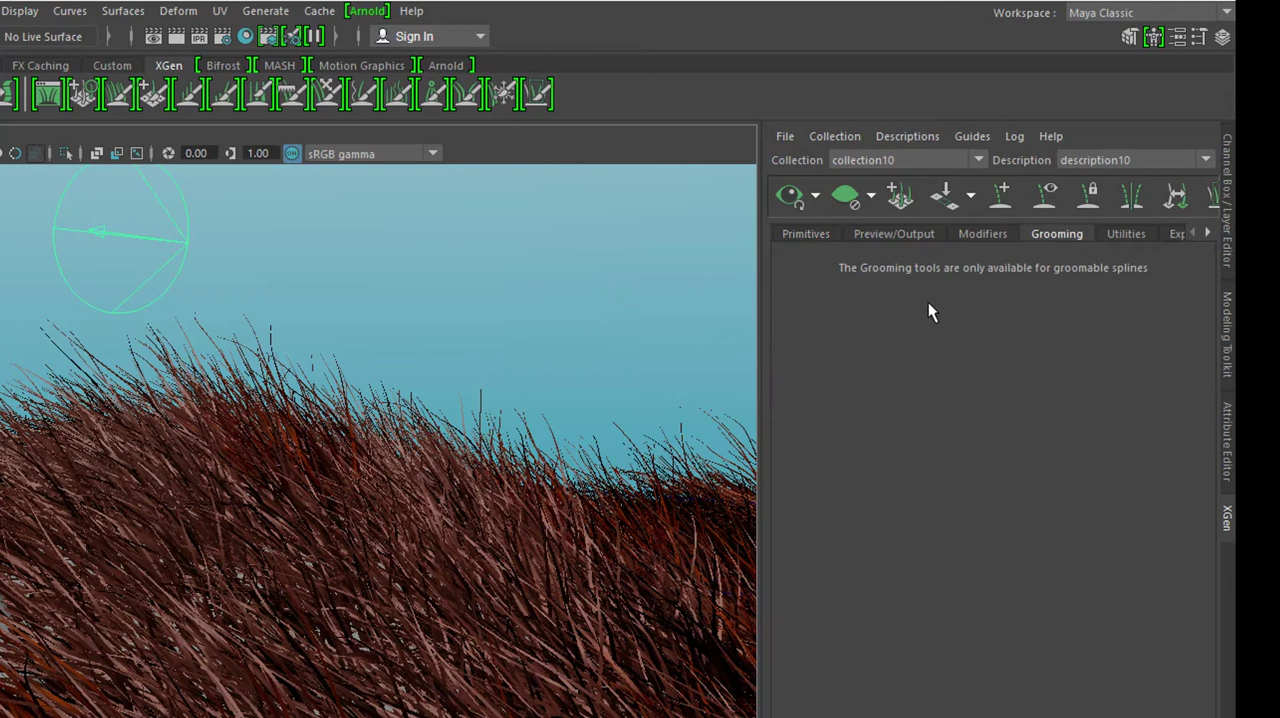 Display Curves Surfaces Deform UV Generate Cache [Arnold] Help
Workspace : Maya Classic
No Live Surface
IPR
Sign In
FX Caching Custom XGen [ Bifrost ] [ MASH ] [ Motion Graphics ] [ Arnold ]
File Collection Descriptions Guides Log Help
0.00 1.00 ON sRGB gamma
Collection collection10 Description description10
Primitives Preview/Output Modifiers Grooming Utilities Exp
The Grooming tools are only available for groomable splines
Channel Box / Layer Editor
Modeling Toolkit
Attribute Editor
XGen